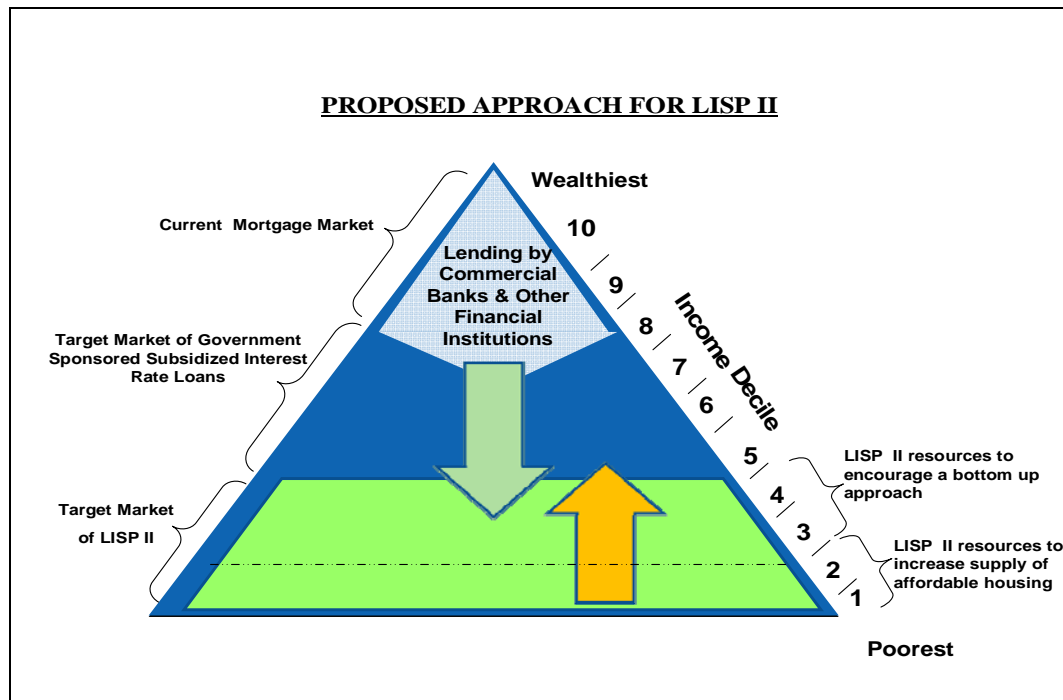 PROPOSED APPROACH FOR LISP II
Wealthiest
Current Mortgage Market
10
Lending by
Commercial
Banks & Other
Financial
Institutions
9
8
Target Market of Government
Sponsored Subsidized Interest
Rate Loans
7
6
Income Decile
5
4
3
2
1
LISP II resources to
encourage a bottom up
approach
Target Market
of LISP II
LISP II resources to
increase supply of
affordable housing
Poorest